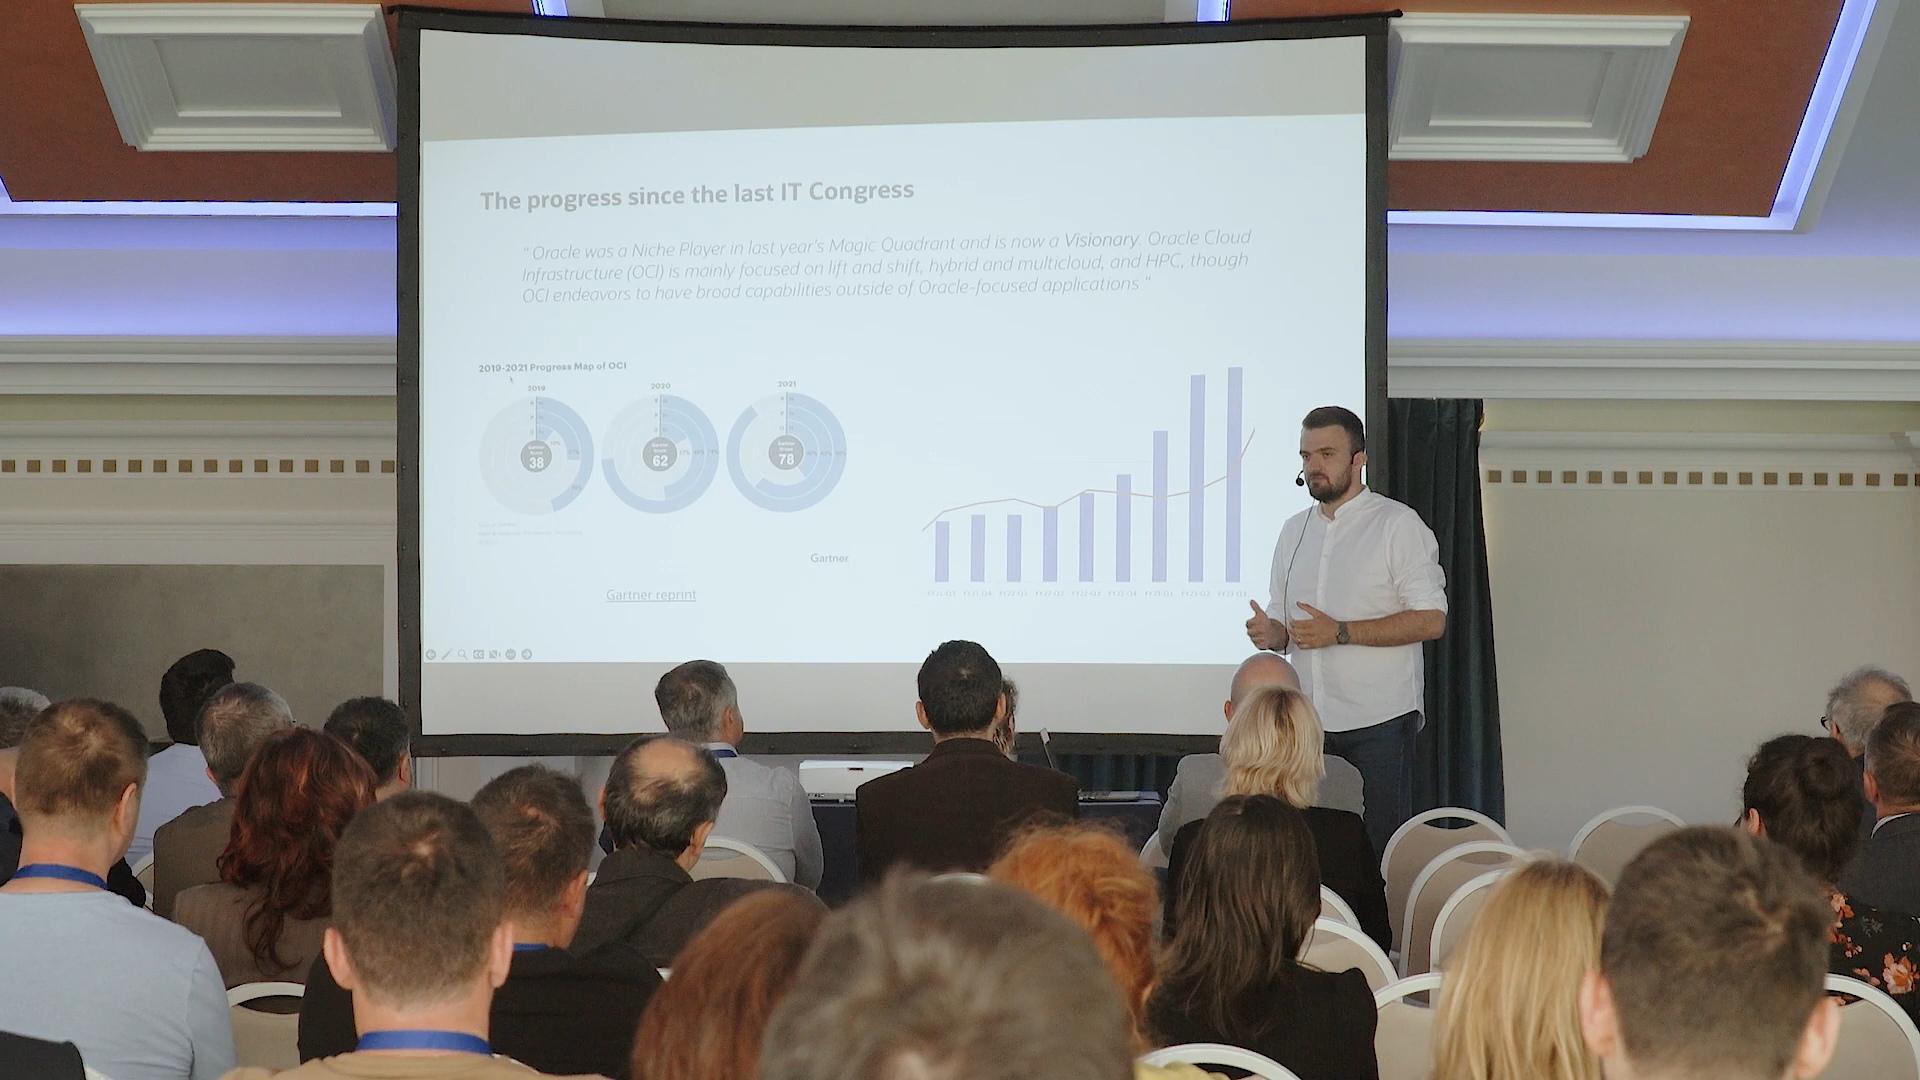 The progress since the last IT Congress
“ Oracle was a Niche Player in last year's Magic Quadrant and is now a Visionary. Oracle Cloud
Infrastructure (OCI) is mainly focused on lift and shift, hybrid and multicloud, and HPC, though
OCI endeavors to have broad capabilities outside of Oracle-focused applications “
2019-2021 Progress Map of OCI
2019
2020
2021
38
62
78
Gartner
Gartner reprint